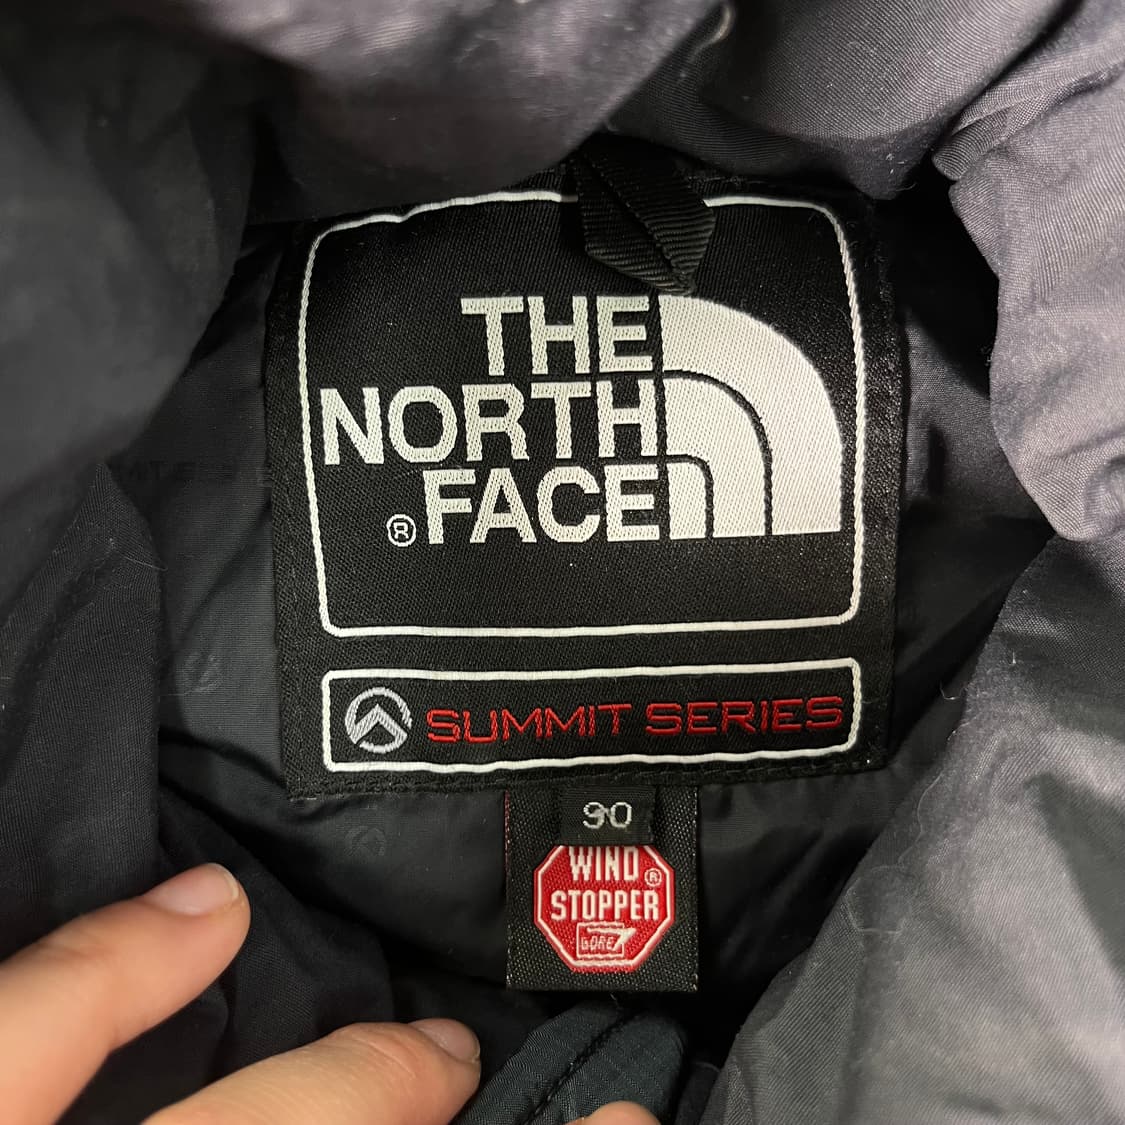 THE
NORTH
® FACE
SUMMIT SERIES
90
WIND
STOPPER®
GORE